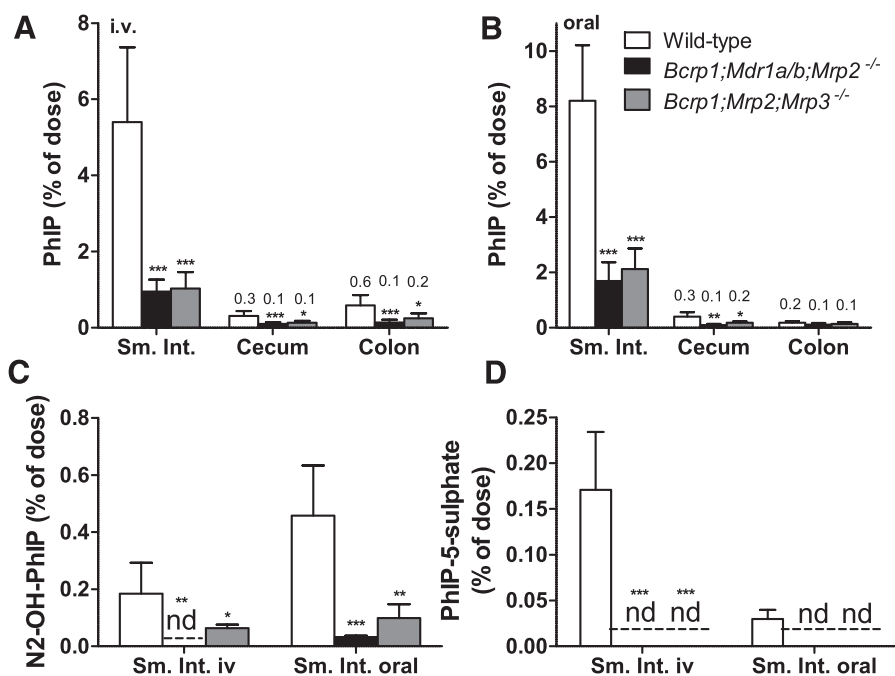 A
i.v.
PhIP (% of dose)
8
6
4
2
0
***
***
0.3 0.1 0.1
***
*
0.6 0.1 0.2
***
*
Sm. Int. Cecum Colon
B
oral
PhIP (% of dose)
10
8
6
4
2
0
Wild-type
Bcrp1;Mdr1a/b;Mrp2 -/-
Bcrp1;Mrp2;Mrp3 -/-
***
***
0.3 0.1 0.2
**
*
0.2 0.1 0.1
Sm. Int. Cecum Colon
C
N2-OH-PhIP (% of dose)
0.8
0.6
0.4
0.2
0.0
**
nd
*
***
**
Sm. Int. iv Sm. Int. oral
D
PhIP-5-sulphate
(% of dose)
0.25
0.20
0.15
0.10
0.05
0.00
*** ***
nd nd
nd nd
Sm. Int. iv Sm. Int. oral